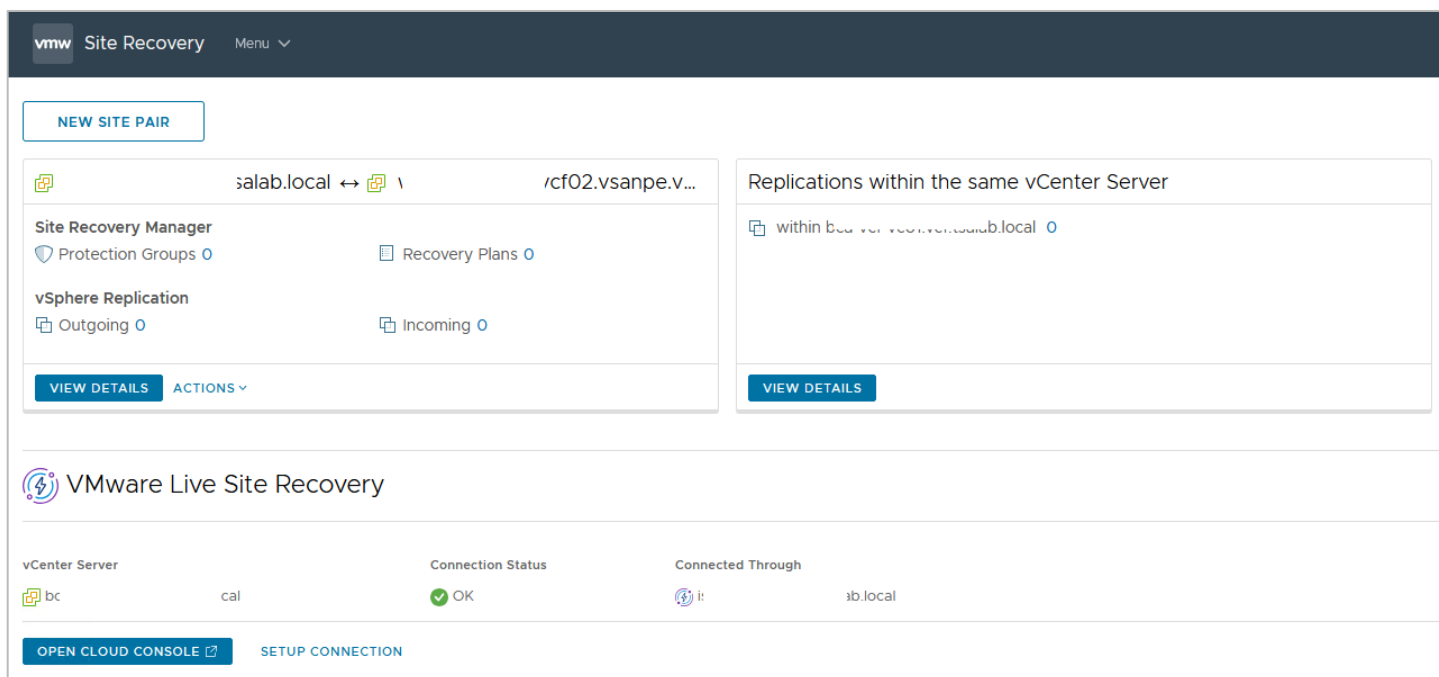 vmw Site Recovery Menu
NEW SITE PAIR
salab.local ↔ vcf02.vsanpe.v...
Site Recovery Manager
Protection Groups 0 Recovery Plans 0
vSphere Replication
Outgoing 0 Incoming 0
VIEW DETAILS ACTIONS
Replications within the same vCenter Server
within .local 0
VIEW DETAILS
VMware Live Site Recovery
vCenter Server Connection Status Connected Through
bc cal OK ab.local
OPEN CLOUD CONSOLE SETUP CONNECTION